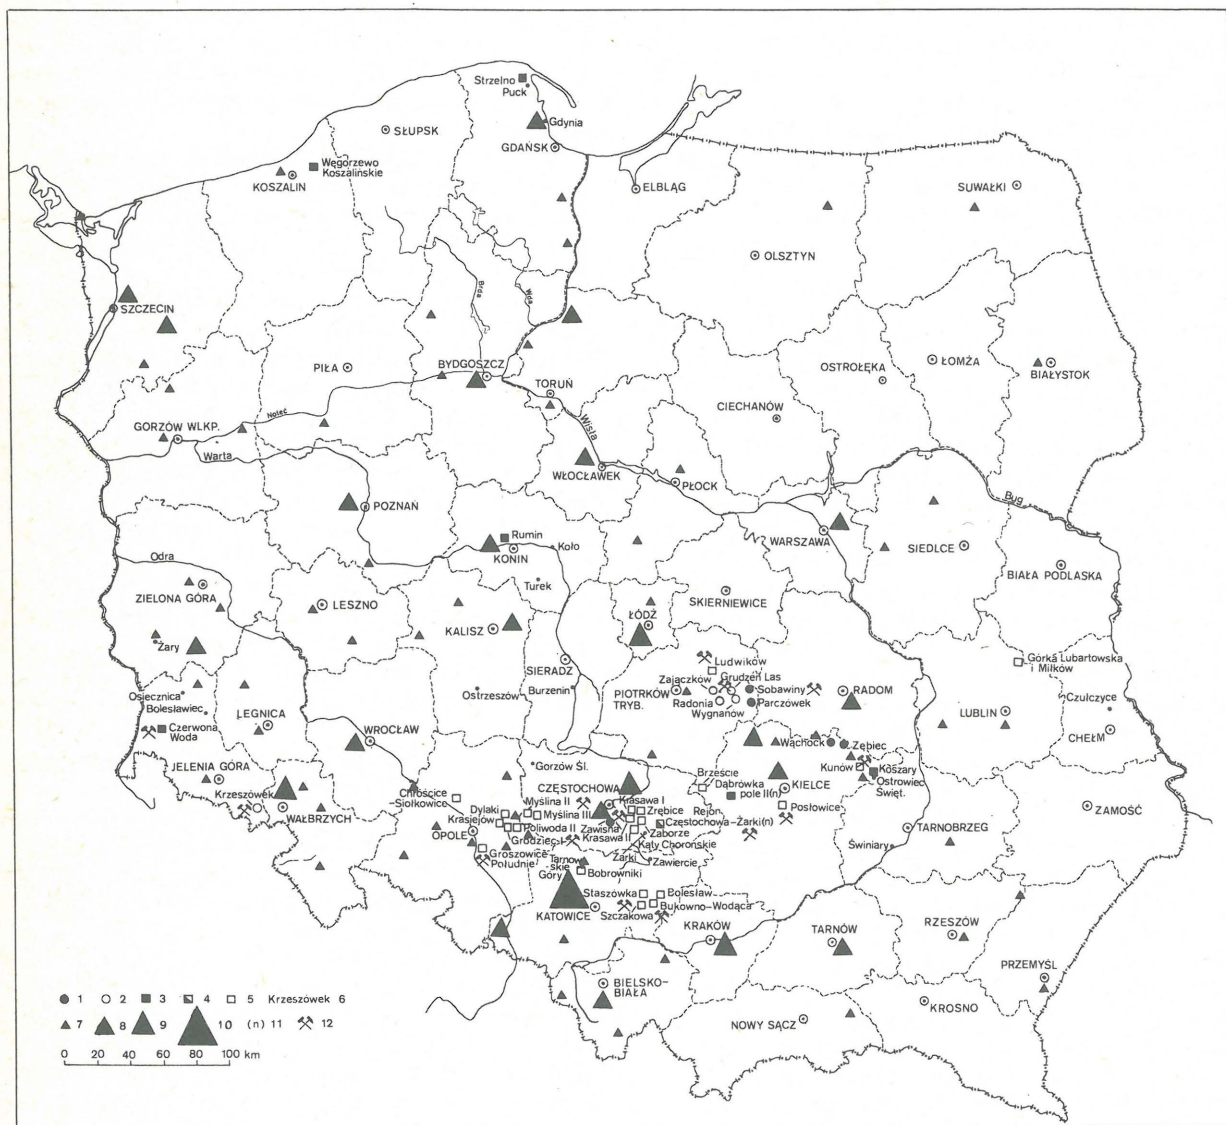 Strzelno
Puck
Gdynia
SŁUPSK
GDAŃSK
Węgorzewo
Koszalińskie
KOSZALIN
ELBLĄG
SUWAŁKI
OLSZTYN
SZCZECIN
Brda
Wda
PIŁA
BYDGOSZCZ
TORUŃ
OSTROŁĘKA
ŁOMŻA
BIAŁYSTOK
CIECHANÓW
Noteć
GORZÓW WLKP.
Warta
Wisła
WŁOCŁAWEK
PŁOCK
Bug
POZNAŃ
Rumin
KONIN
Koło
WARSZAWA
SIEDLCE
BIAŁA PODLASKA
Odra
ZIELONA GÓRA
LESZNO
Turek
SKIERNIEWICE
KALISZ
ŁÓDŹ
Żary
SIERADZ
Ludwików
Górka Lubartowska
i Miłków
Osiecznica
Bolesławiec
Ostrzeszów
Burzenin
Zajączków
Grudzeń Las
PIOTRKÓW
TRYB.
Sobawiny
Radonia
Parczówek
Wygnanów
RADOM
Czułczyce
LEGNICA
LUBLIN
CHEŁM
Czerwona
Woda
WROCŁAW
Wąchock
Zębiec
JELENIA GÓRA
Gorzów Śl.
Kunów
Koszary
Ostrowiec
Święt.
Krzeszówek
WAŁBRZYCH
Chróścice
-Siołkowice
CZĘSTOCHOWA
Brzeście
Dąbrówka
pole II(n)
KIELCE
ZAMOŚĆ
Myślina II
Krasawa I
Dylaki
Myślina III
Zrębice
Posłowice
Krasiejów
Rejon
Częstochowa-Żarki(n)
Poliwoda II
Zawisna
Zaborze
OPOLE
Grodziec I
Krasawa II
Kąty Chorońskie
TARNOBRZEG
Groszowice
Południe
Tarnow
skie
Góry
Żarki
Zawiercie
Świniary
Bobrowniki
Staszówka
Bolesław
Bukowno-Wodąca
KATOWICE
Szczakowa
KRAKÓW
TARNÓW
RZESZÓW
PRZEMYŚL
BIELSKO-
BIAŁA
KROSNO
NOWY SĄCZ
1 2 3 4 5 Krzeszówek 6
7 8 9 10 (n) 11 12
0 20 40 60 80 100 km